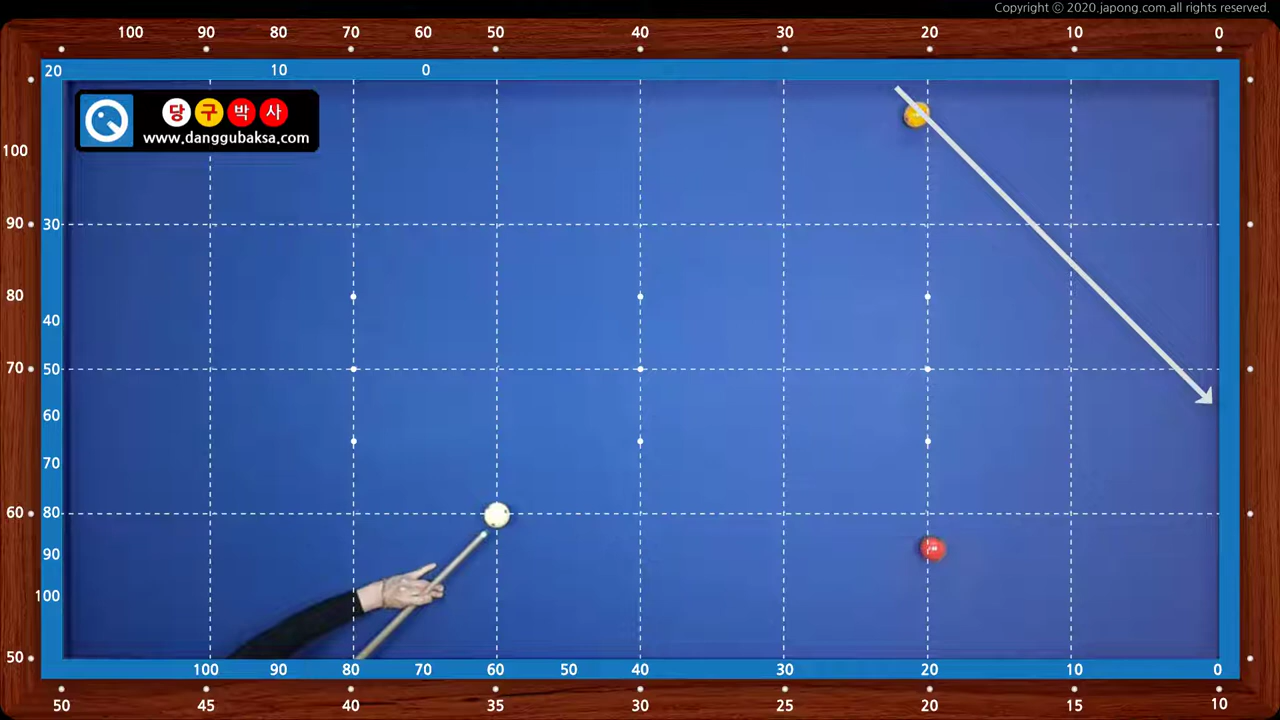 Copyright ⓒ 2020.japong.com.all rights reserved.
100 90 80 70 60 50 40 30 20 10 0
20 10 0
당구박사
www.danggubaksa.com
100
90 30
80
40
70 50
60
70
60 80
90
100
50
100 90 80 70 60 50 40 30 20 10 0
50 45 40 35 30 25 20 15 10